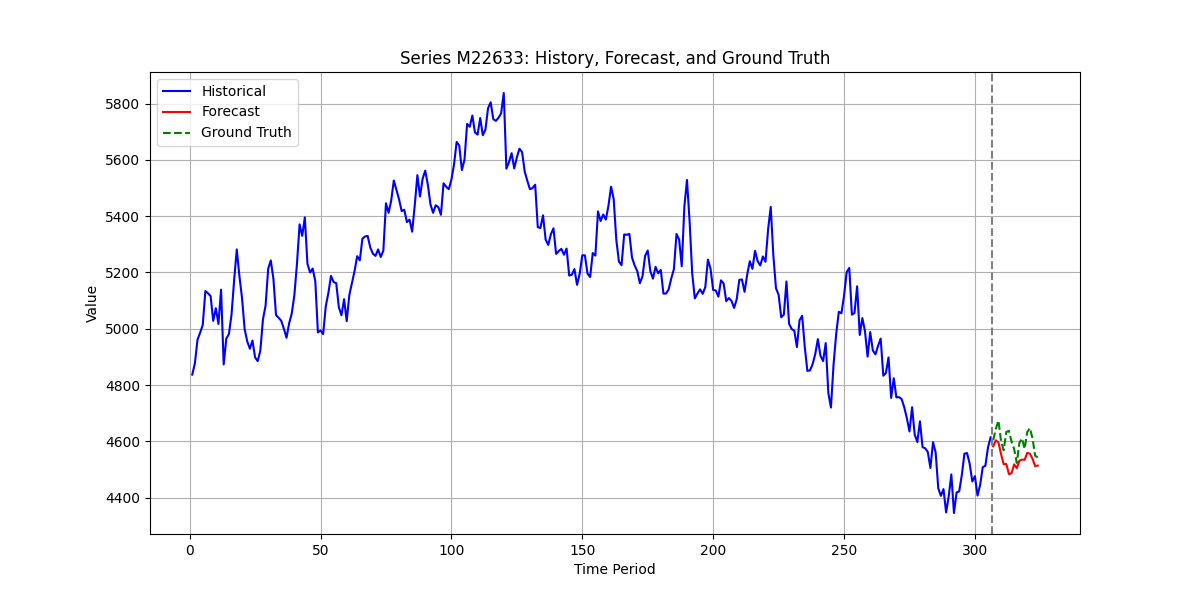 Series M22633: History, Forecast, and Ground Truth
Historical
Forecast
Ground Truth
Value
5800
5600
5400
5200
5000
4800
4600
4400
0 50 100 150 200 250 300
Time Period